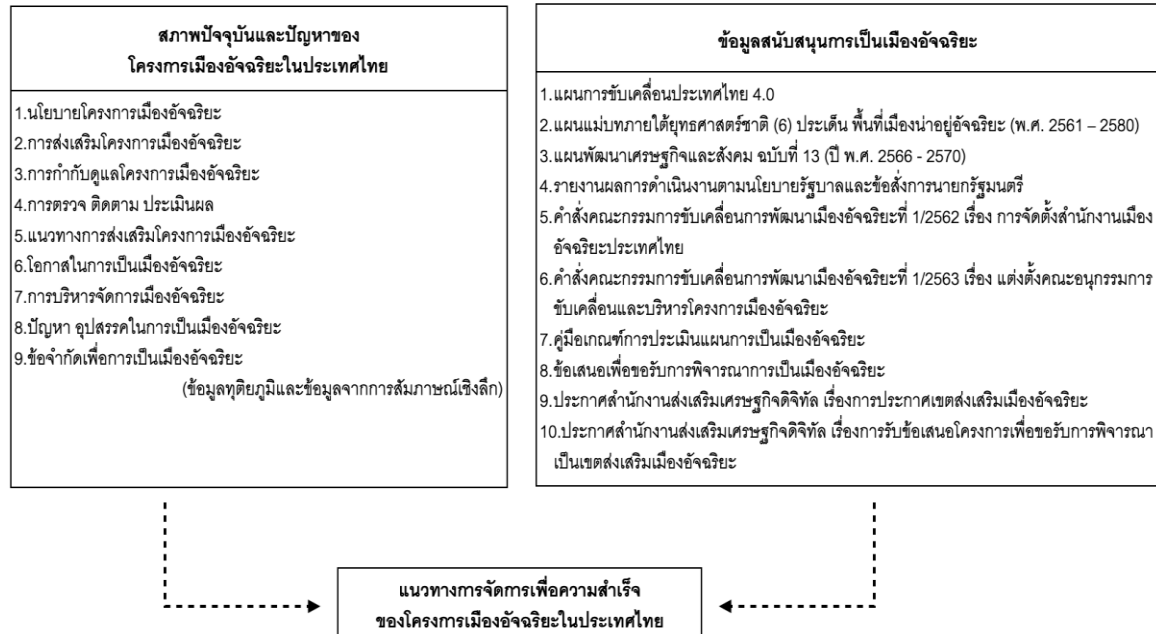 สภาพปัจจุบันและปัญหาของ
โครงการเมืองอัจฉริยะในประเทศไทย
1.นโยบายโครงการเมืองอัจฉริยะ
2.การส่งเสริมโครงการเมืองอัจฉริยะ
3.การกำกับดูแลโครงการเมืองอัจฉริยะ
4.การตรวจ ติดตาม ประเมินผล
5.แนวทางการส่งเสริมโครงการเมืองอัจฉริยะ
6.โอกาสในการเป็นเมืองอัจฉริยะ
7.การบริหารจัดการเมืองอัจฉริยะ
8.ปัญหา อุปสรรคในการเป็นเมืองอัจฉริยะ
9.ข้อจำกัดเพื่อการเป็นเมืองอัจฉริยะ
(ข้อมูลทุติยภูมิและข้อมูลจากการสัมภาษณ์เชิงลึก)
ข้อมูลสนับสนุนการเป็นเมืองอัจฉริยะ
1.แผนการขับเคลื่อนประเทศไทย 4.0
2.แผนแม่บทภายใต้ยุทธศาสตร์ชาติ (6) ประเด็น พื้นที่เมืองน่าอยู่อัจฉริยะ (พ.ศ. 2561 – 2580)
3.แผนพัฒนาเศรษฐกิจและสังคม ฉบับที่ 13 (ปี พ.ศ. 2566 - 2570)
4.รายงานผลการดำเนินงานตามนโยบายรัฐบาลและข้อสั่งการนายกรัฐมนตรี
5.คำสั่งคณะกรรมการขับเคลื่อนการพัฒนาเมืองอัจฉริยะที่ 1/2562 เรื่อง การจัดตั้งสำนักงานเมือง
อัจฉริยะประเทศไทย
6.คำสั่งคณะกรรมการขับเคลื่อนการพัฒนาเมืองอัจฉริยะที่ 1/2563 เรื่อง แต่งตั้งคณะอนุกรรมการ
ขับเคลื่อนและบริหารโครงการเมืองอัจฉริยะ
7.คู่มือเกณฑ์การประเมินแผนการเป็นเมืองอัจฉริยะ
8.ข้อเสนอเพื่อขอรับการพิจารณาการเป็นเมืองอัจฉริยะ
9.ประกาศสำนักงานส่งเสริมเศรษฐกิจดิจิทัล เรื่องการประกาศเขตส่งเสริมเมืองอัจฉริยะ
10.ประกาศสำนักงานส่งเสริมเศรษฐกิจดิจิทัล เรื่องการรับข้อเสนอโครงการเพื่อขอรับการพิจารณา
เป็นเขตส่งเสริมเมืองอัจฉริยะ
แนวทางการจัดการเพื่อความสำเร็จ
ของโครงการเมืองอัจฉริยะในประเทศไทย